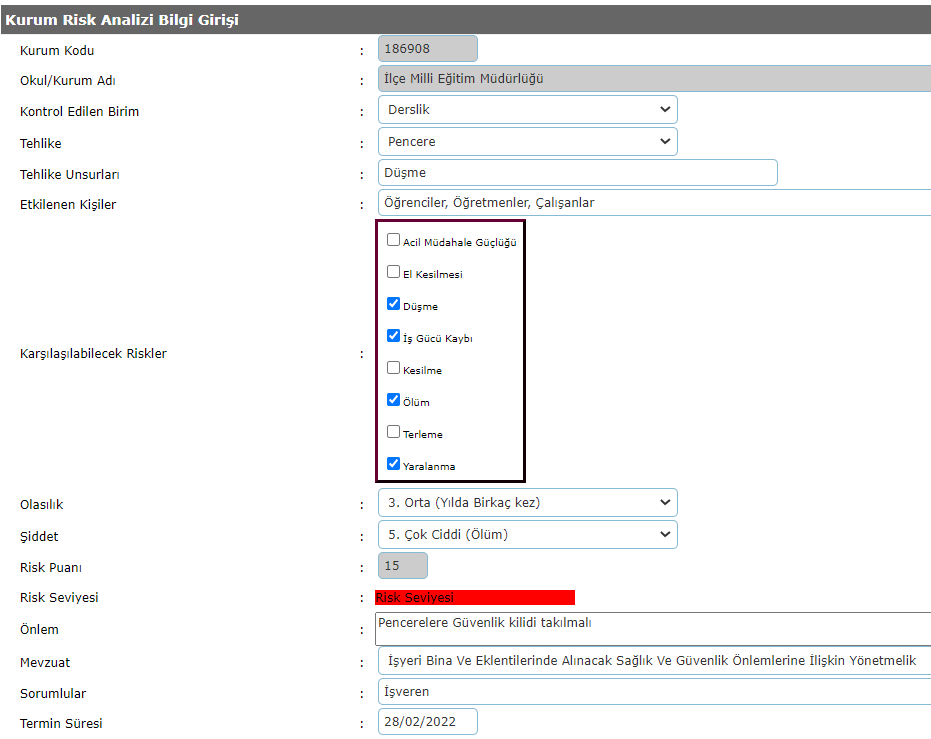 Kurum Risk Analizi Bilgi Girişi
Kurum Kodu : 186908
Okul/Kurum Adı : İlçe Milli Eğitim Müdürlüğü
Kontrol Edilen Birim : Derslik
Tehlike : Pencere
Tehlike Unsurları : Düşme
Etkilenen Kişiler : Öğrenciler, Öğretmenler, Çalışanlar
Acil Müdahale Güçlüğü
El Kesilmesi
Düşme
İş Gücü Kaybı
Karşılaşılabilecek Riskler :
Kesilme
Ölüm
Terleme
Yaralanma
Olasılık : 3. Orta (Yılda Birkaç kez)
Şiddet : 5. Çok Ciddi (Ölüm)
Risk Puanı : 15
Risk Seviyesi : Risk Seviyesi
Önlem : Pencerelere Güvenlik kilidi takılmalı
Mevzuat : İşyeri Bina Ve Eklentilerinde Alınacak Sağlık Ve Güvenlik Önlemlerine İlişkin Yönetmelik
Sorumlular : İşveren
Termin Süresi : 28/02/2022